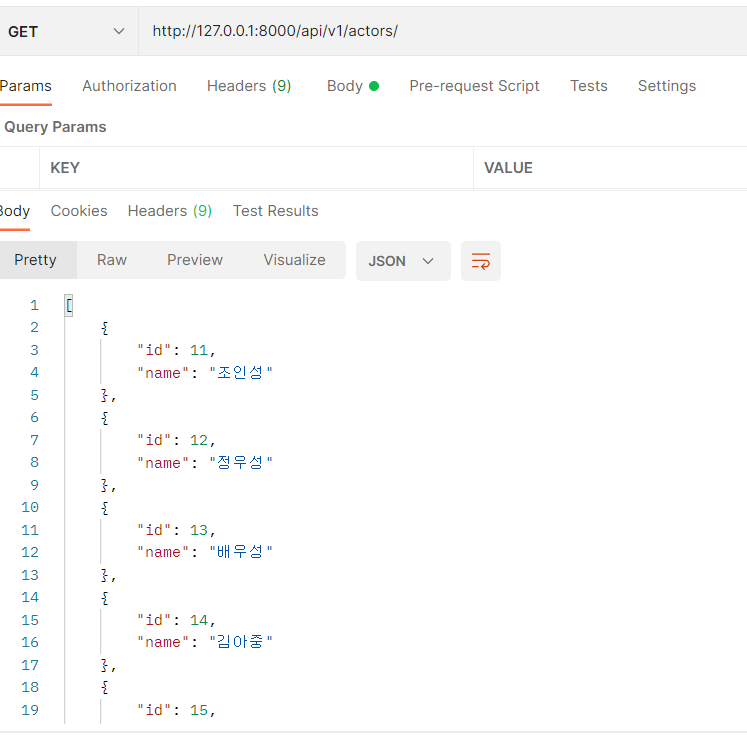 GET http://127.0.0.1:8000/api/v1/actors/
Params Authorization Headers (9) Body Pre-request Script Tests Settings
Query Params
KEY VALUE
Body Cookies Headers (9) Test Results
Pretty Raw Preview Visualize JSON
1 [
2 {
3 "id": 11,
4 "name": "조인성"
5 },
6 {
7 "id": 12,
8 "name": "정우성"
9 },
10 {
11 "id": 13,
12 "name": "배우성"
13 },
14 {
15 "id": 14,
16 "name": "김아중"
17 },
18 {
19 "id": 15,